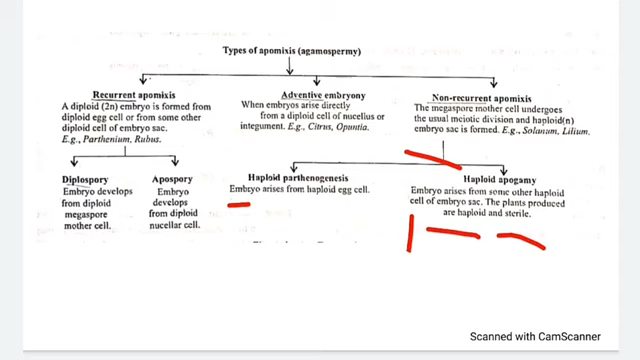 Types of apomixis (agamospermy)
Recurrent apomixis
A diploid (2n) embryo is formed from
diploid egg cell or from some other
diploid cell of embryo sac.
E.g., Parthenium, Rubus.
Adventive embryony
When embryos arise directly
from a diploid cell of nucellus or
integument. E.g., Citrus, Opuntia.
Non-recurrent apomixis
The megaspore mother cell undergoes
the usual meiotic division and haploid(n)
embryo sac is formed. E.g., Solanum, Lilium.
Diplospory
Embryo develops
from diploid
megaspore
mother cell.
Apospory
Embryo
develops
from diploid
nucellar cell.
Haploid parthenogenesis
Embryo arises from haploid egg cell.
Haploid apogamy
Embryo arises from some other haploid
cell of embryo sac. The plants produced
are haploid and sterile.
Scanned with CamScanner